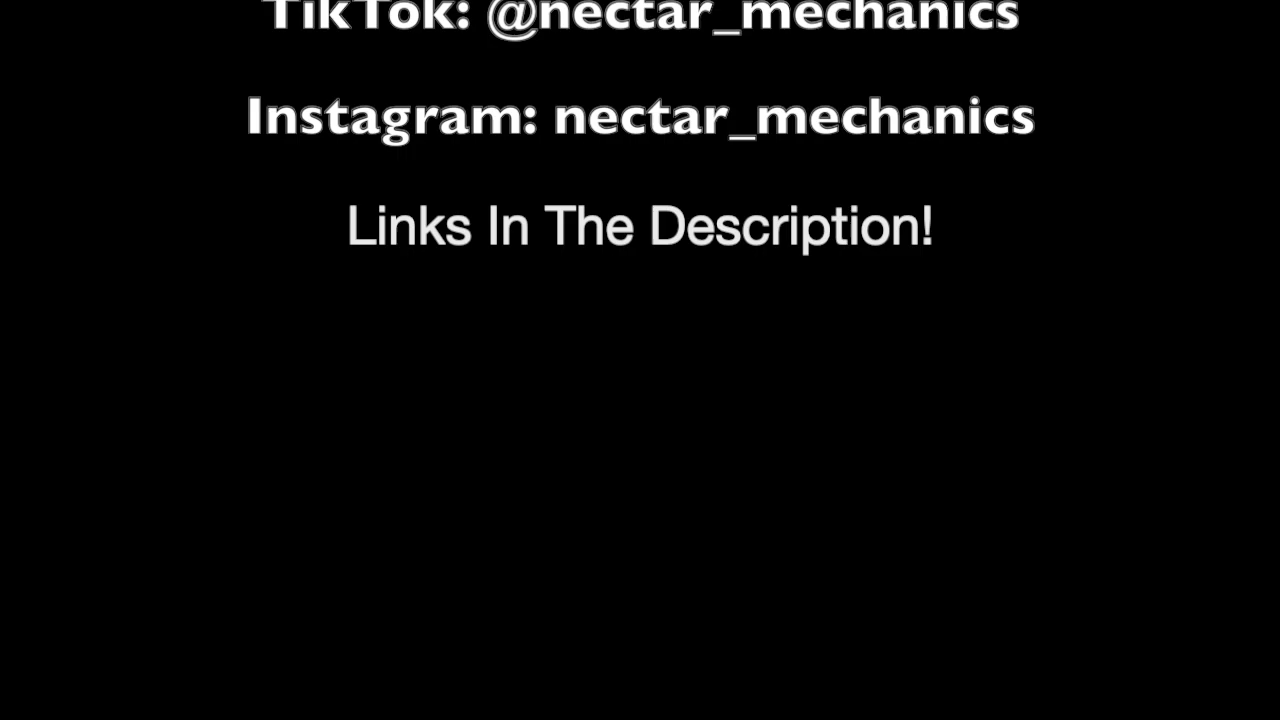 TikTok: @nectar_mechanics
Instagram: nectar_mechanics
Links In The Description!